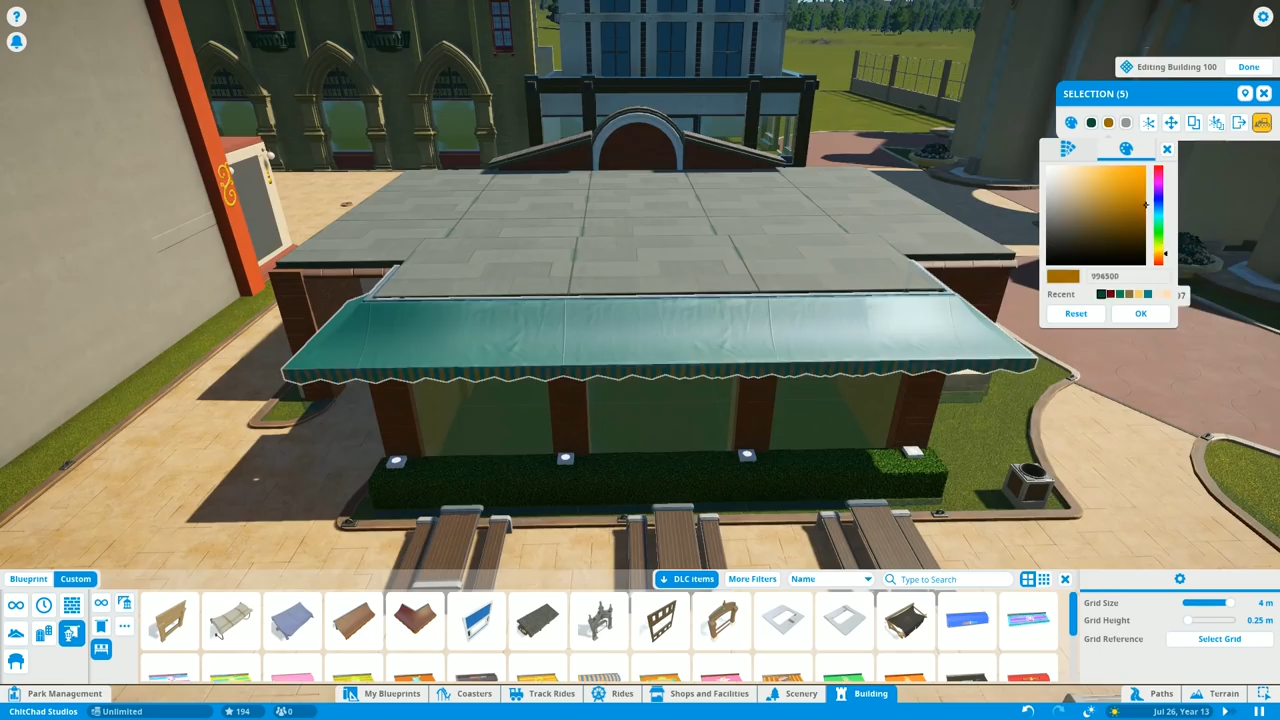 ?
Editing Building 100 Done
SELECTION (5)
996500
Recent
Reset OK
Blueprint Custom
DLC items More Filters Name Type to Search
Grid Size 4 m
Grid Height 0.25 m
Grid Reference Select Grid
Park Management My Blueprints Coasters Track Rides Rides Shops and Facilities Scenery Building Paths Terrain
ChitChad Studios Unlimited 194 0 Jul 26, Year 13